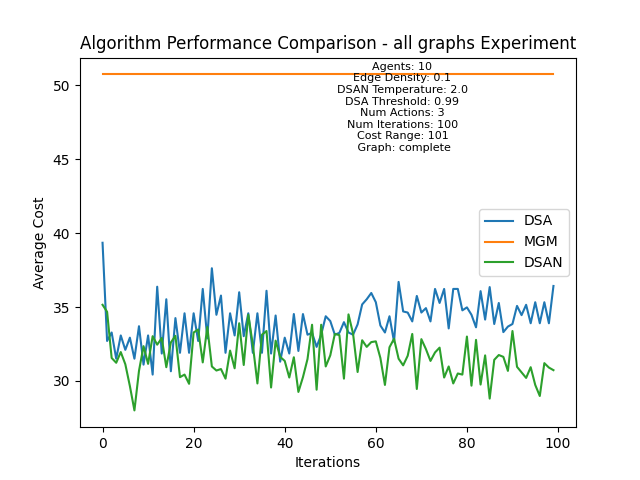 Algorithm Performance Comparison - all graphs Experiment
Agents: 10
Edge Density: 0.1
DSAN Temperature: 2.0
DSA Threshold: 0.99
Num Actions: 3
Num Iterations: 100
Cost Range: 101
Graph: complete
50
45
40
35
30
Average Cost
DSA
MGM
DSAN
0
20
40
60
80
100
Iterations